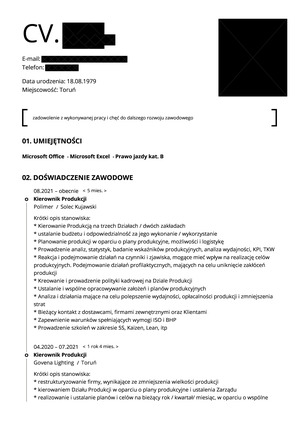 CV.
E-mail:
Telefon:
Data urodzenia: 18.08.1979
Miejscowość: Toruń
zadowolenie z wykonywanej pracy i chęć do dalszego rozwoju zawodowego
01. UMIEJĘTNOŚCI
Microsoft Office • Microsoft Excel • Prawo jazdy kat. B
02. DOŚWIADCZENIE ZAWODOWE
08.2021 – obecnie < 5 mies. >
Kierownik Produkcji
Polimer / Solec Kujawski
Krótki opis stanowiska:
* Kierowanie Produkcją na trzech Działach / dwóch zakładach
* ustalanie budżetu i odpowiedzialność za jego wykonanie / wykorzystanie
* Planowanie produkcji w oparciu o plany produkcyjne, możliwości i logistykę
* Prowadzenie analiz, statystyk, badanie wskaźników produkcyjnych, analiza wydajności, KPI, TKW
* Reakcja i podejmowanie działań na czynniki i zjawiska, mogące mieć wpływ na realizację celów
produkcyjnych. Podejmowanie działań profilaktycznych, mających na celu uniknięcie zakłóceń
produkcji
* Kreowanie i prowadzenie polityki kadrowej na Dziale Produkcji
* Ustalanie i wspólne opracowywanie założeń i planów produkcyjnych
* Analiza i działania mające na celu polepszenie wydajności, opłacalności produkcji i zmniejszenia
strat
* Bieżący kontakt z dostawcami, firmami zewnętrznymi oraz Klientami
* Zapewnienie warunków spełniających wymogi ISO i BHP
* Prowadzenie szkoleń w zakresie 5S, Kaizen, Lean, itp
04.2020 – 07.2021 < 1 rok 4 mies. >
Kierownik Produkcji
Govena Lighting / Toruń
Krótki opis stanowiska:
* restrukturyzowanie firmy, wynikające ze zmniejszenia wielkości produkcji
* kierowaniem Działu Produkcji w oparciu o plany produkcyjne i ustalenia Zarządu
* realizowanie i ustalanie planów i celów na bieżący rok / kwartał/ miesiąc, w oparciu o wspólne